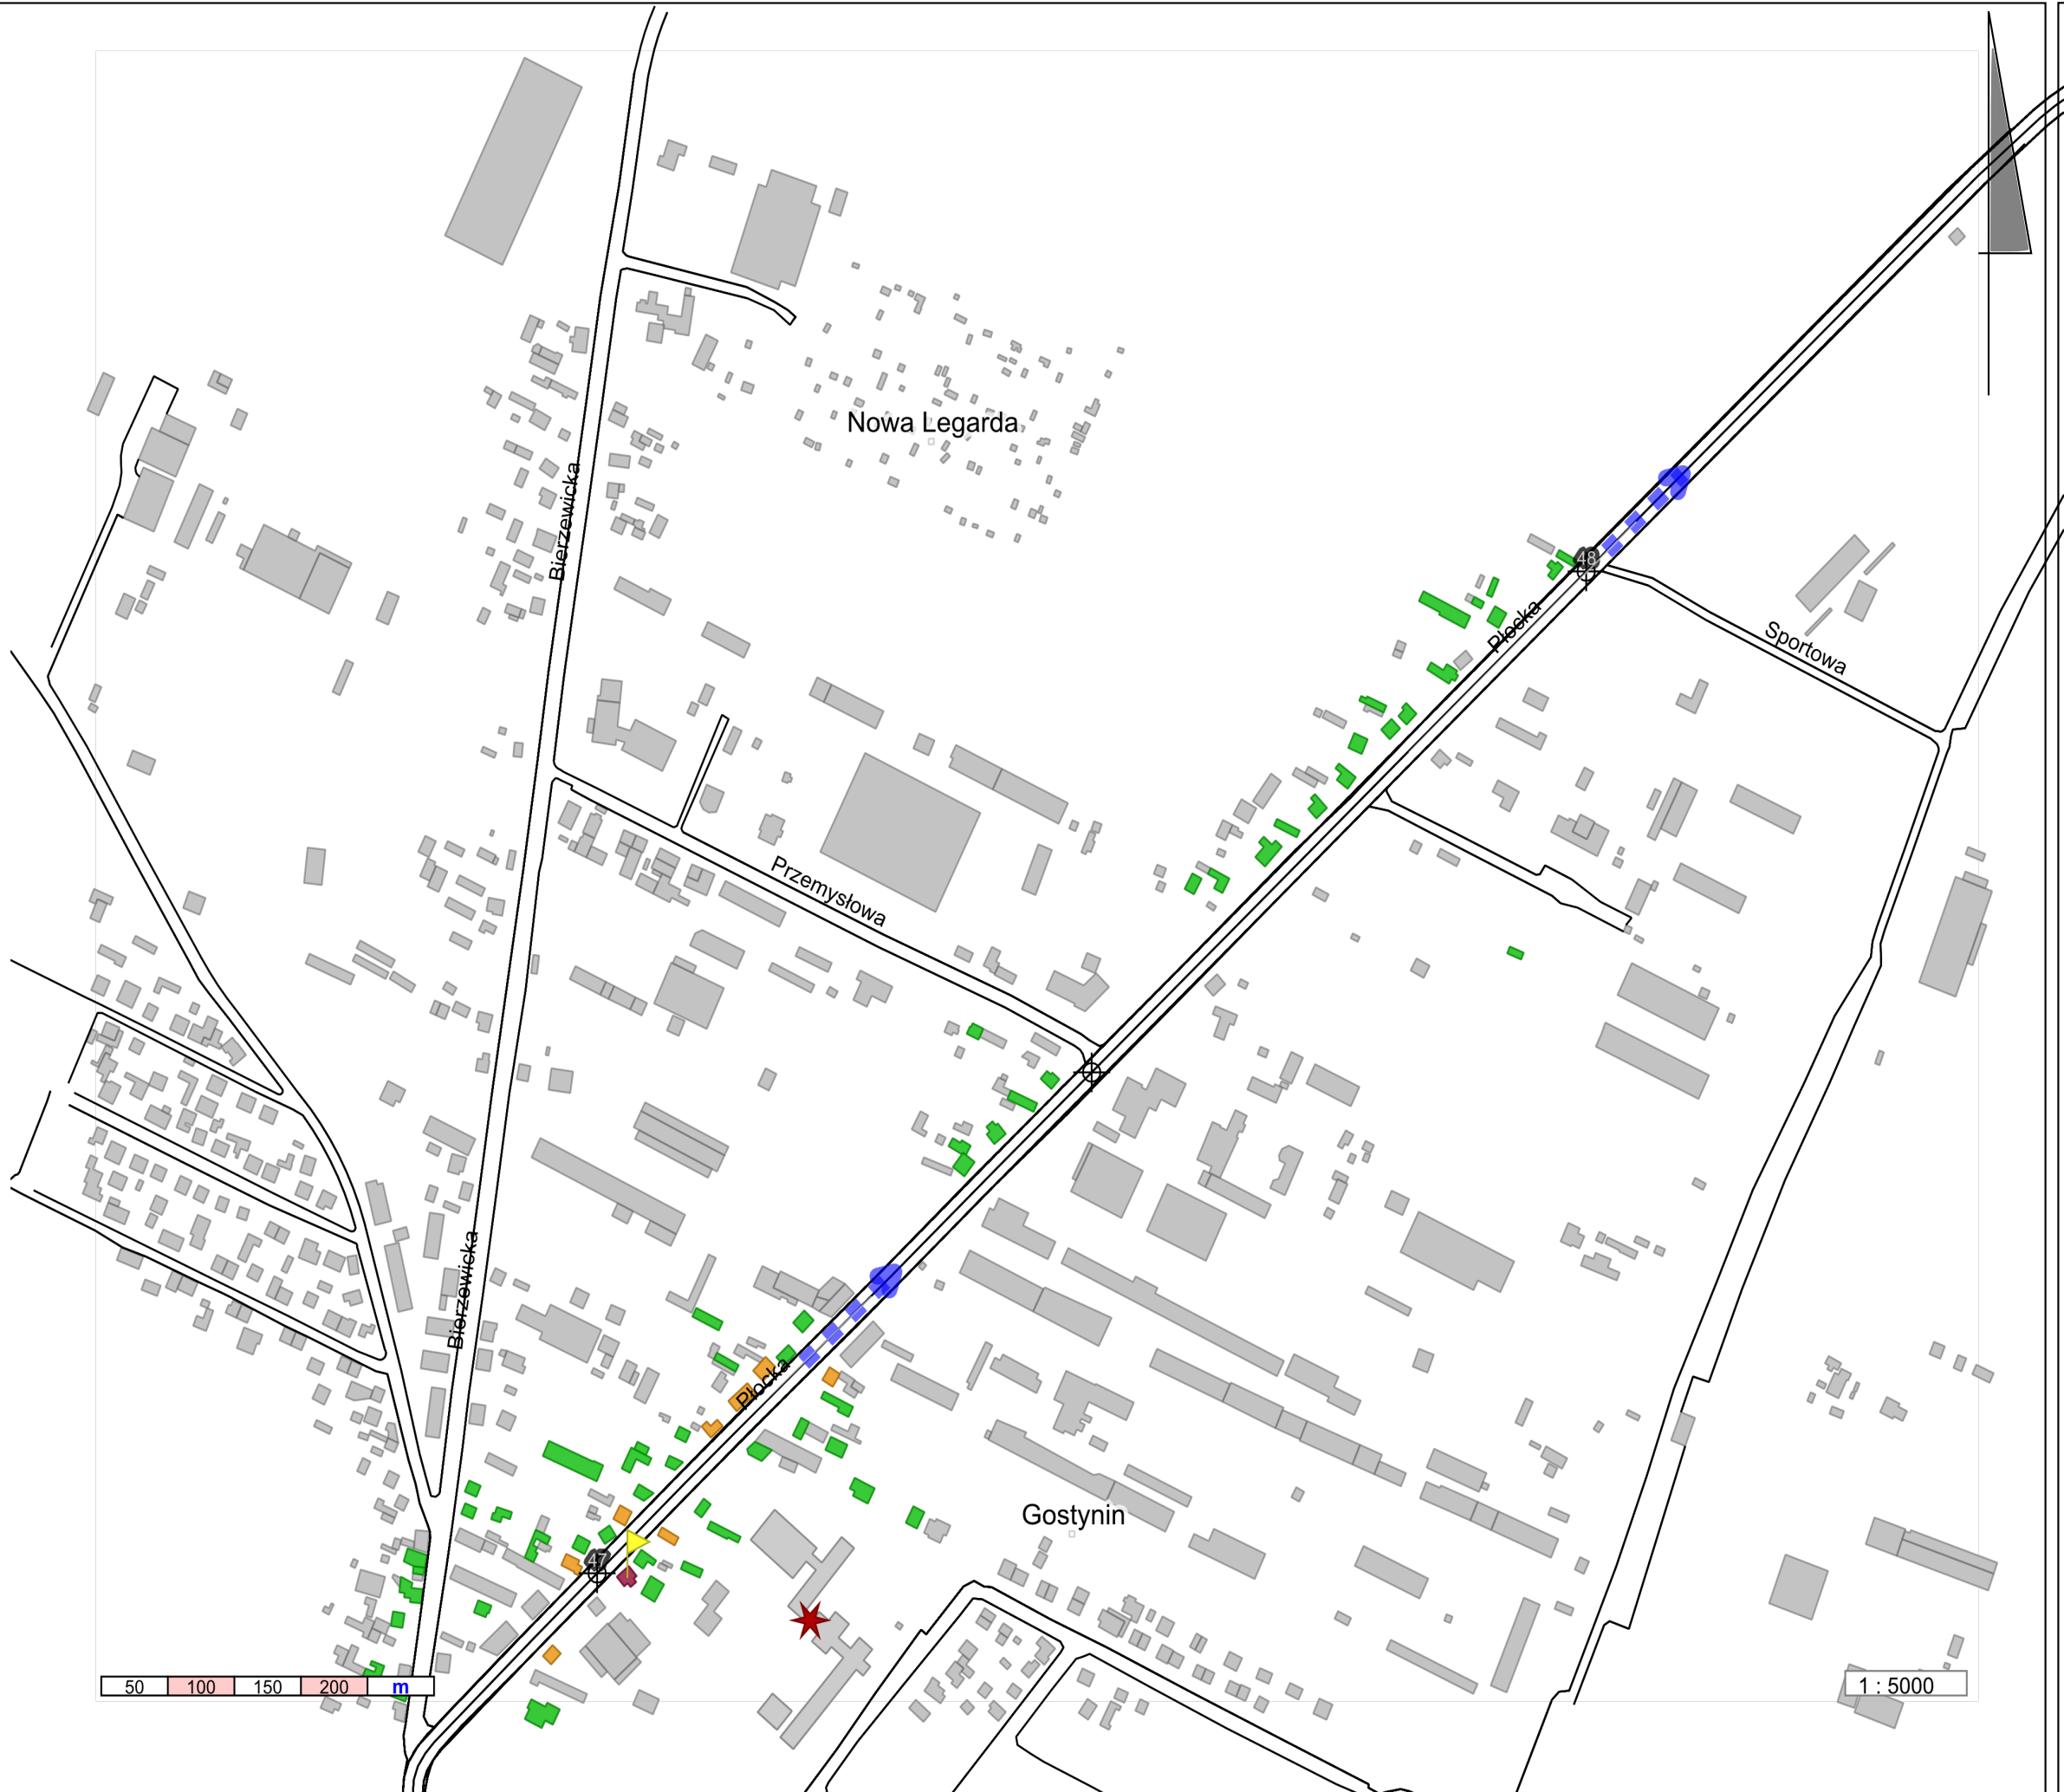 Nowa Legarda
Bierzewicka
48
Płocka
Sportowa
Przemysłowa
Bierzewicka
Płocka
Gostynin
47
50 100 150 200 m
1 : 5000